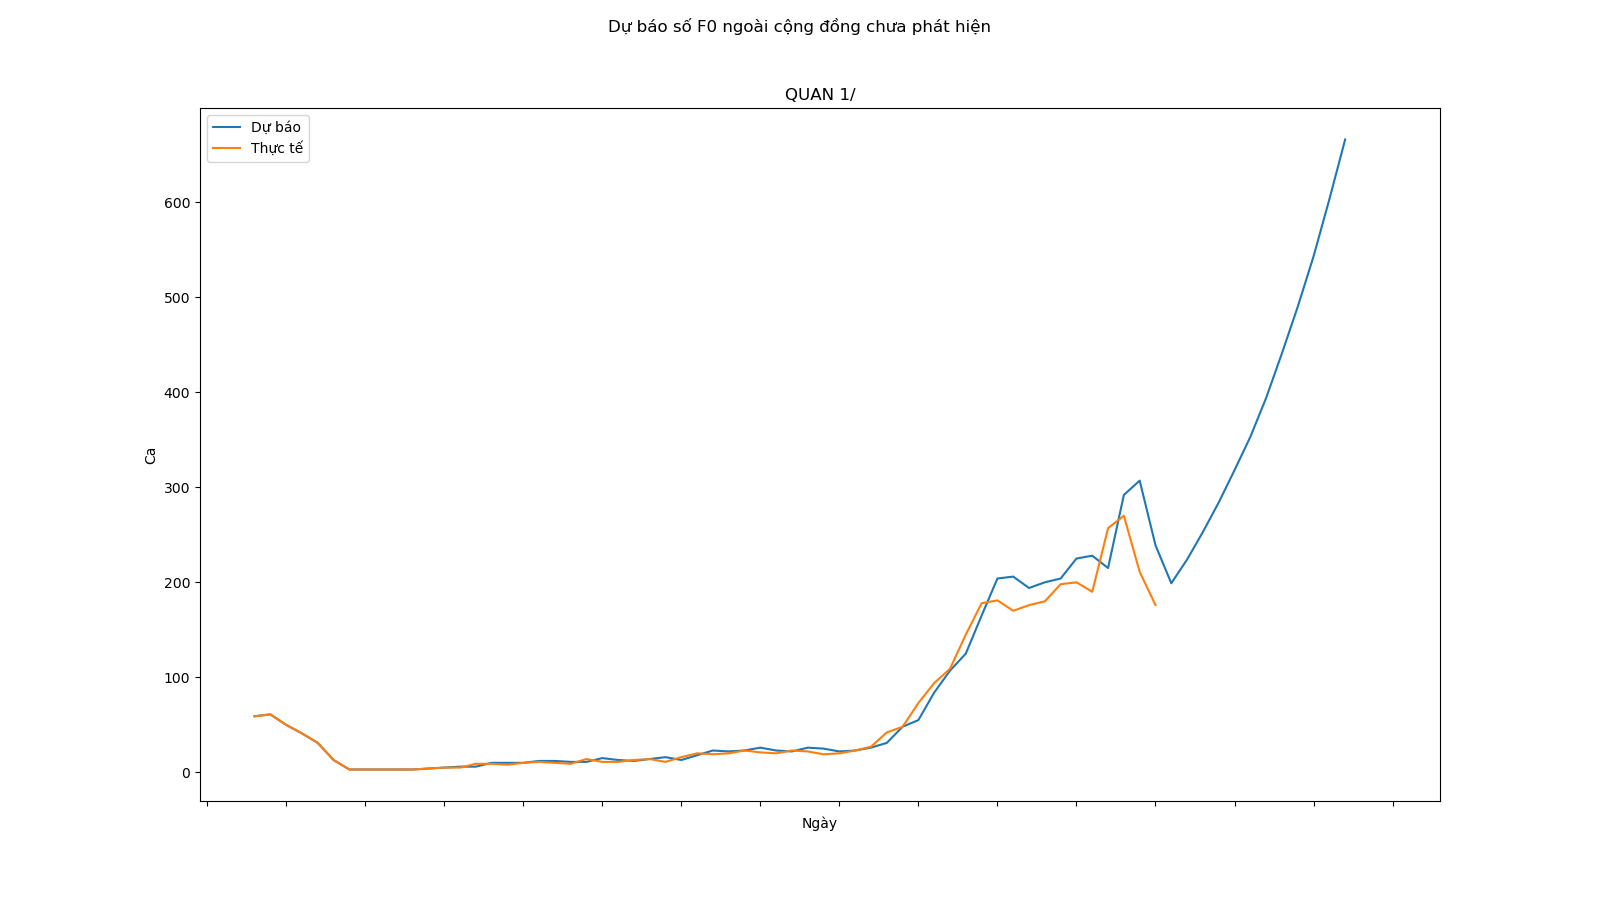 Dự báo số F0 ngoài cộng đồng chưa phát hiện
QUAN 1/
Dự báo
Thực tế
600
500
400
300
200
100
0
Ca
Ngày